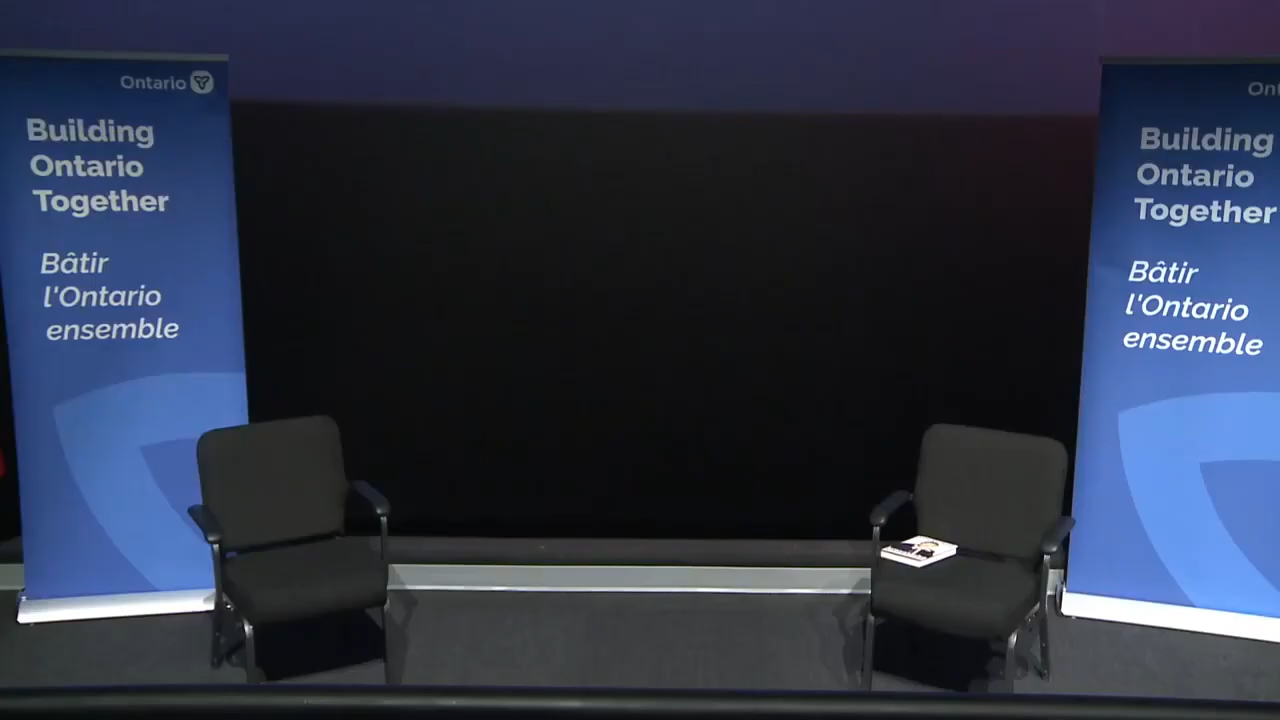 Ontario
Building
Ontario
Together
Bâtir
l'Ontario
ensemble
Building
Ontario
Together
Bâtir
l'Ontario
ensemble